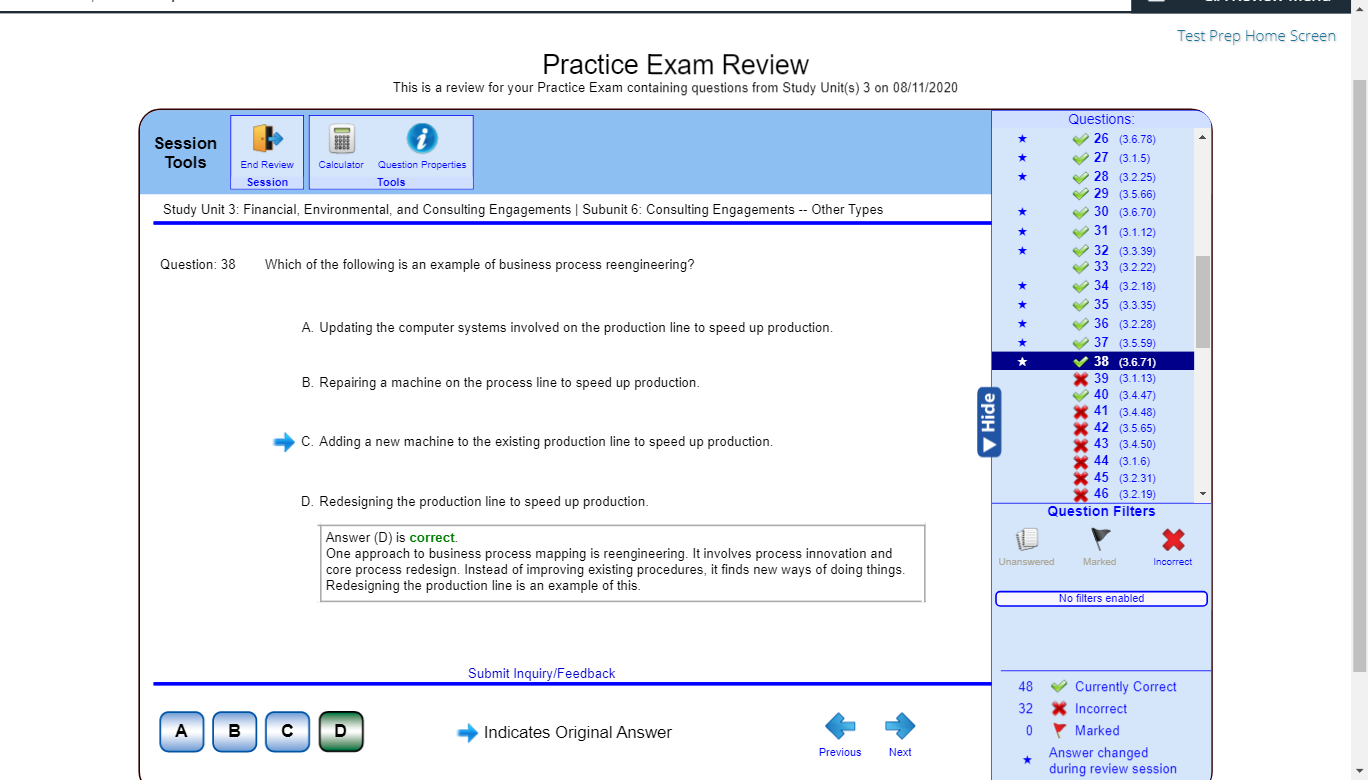 Test Prep Home Screen
Practice Exam Review
This is a review for your Practice Exam containing questions from Study Unit(s) 3 on 08/11/2020
Session
Tools
End Review
Session
Calculator
Question Properties
Tools
Study Unit 3: Financial, Environmental, and Consulting Engagements | Subunit 6: Consulting Engagements -- Other Types
Question: 38 Which of the following is an example of business process reengineering?
A. Updating the computer systems involved on the production line to speed up production.
B. Repairing a machine on the process line to speed up production.
C. Adding a new machine to the existing production line to speed up production.
D. Redesigning the production line to speed up production.
Answer (D) is correct.
One approach to business process mapping is reengineering. It involves process innovation and
core process redesign. Instead of improving existing procedures, it finds new ways of doing things.
Redesigning the production line is an example of this.
Submit Inquiry/Feedback
A B C D
Indicates Original Answer
Previous
Next
Hide
Questions:
26 (3.6.78)
27 (3.1.5)
28 (3.2.25)
29 (3.5.66)
30 (3.6.70)
31 (3.1.12)
32 (3.3.39)
33 (3.2.22)
34 (3.2.18)
35 (3.3.35)
36 (3.2.28)
37 (3.5.59)
38 (3.6.71)
39 (3.1.13)
40 (3.4.47)
41 (3.4.48)
42 (3.5.65)
43 (3.4.50)
44 (3.1.6)
45 (3.2.31)
46 (3.2.19)
Question Filters
Unanswered
Marked
Incorrect
No filters enabled
48 Currently Correct
32 Incorrect
0 Marked
Answer changed
during review session